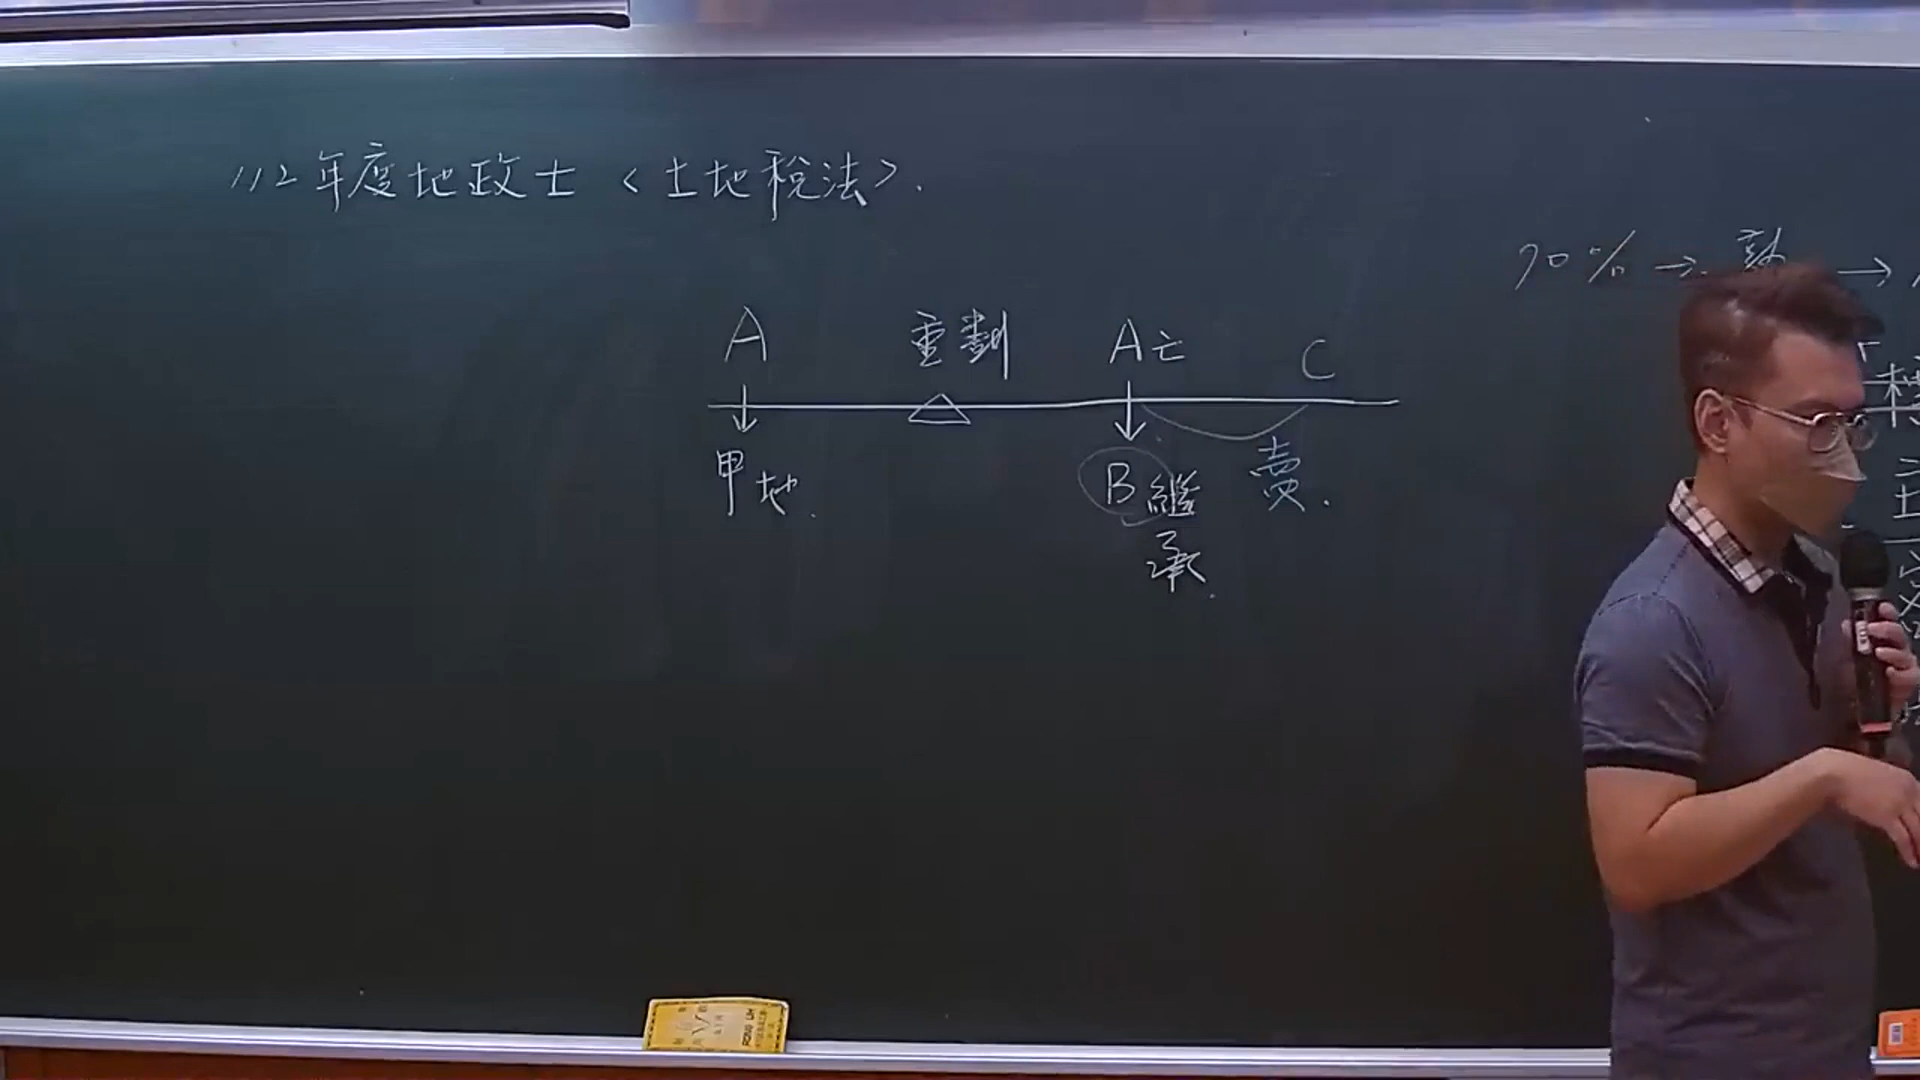 112年度地政士〈土地稅法〉.
70% → →
A 重劃 A亡 C
甲地. B繼承. 賣.